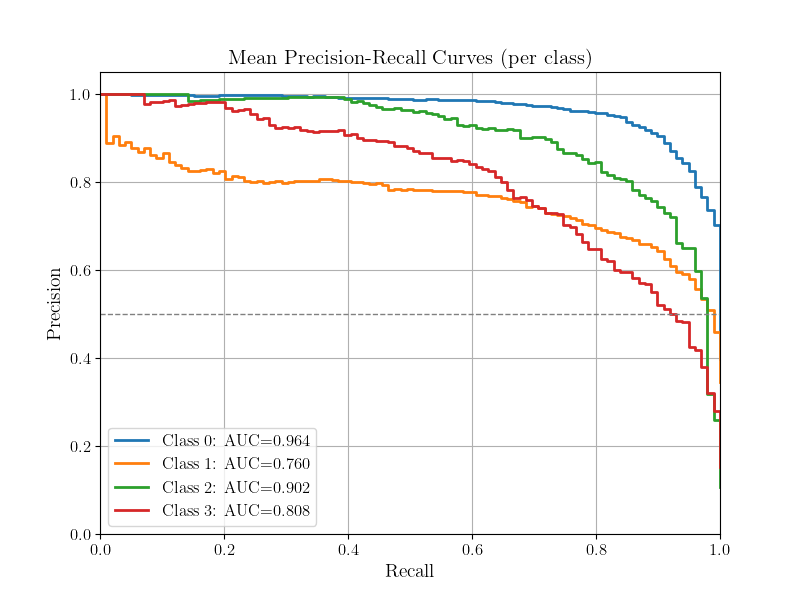 Mean Precision-Recall Curves (per class)
Precision
1.0
0.8
0.6
0.4
0.2
0.0
Class 0: AUC=0.964
Class 1: AUC=0.760
Class 2: AUC=0.902
Class 3: AUC=0.808
0.0 0.2 0.4 0.6 0.8 1.0
Recall